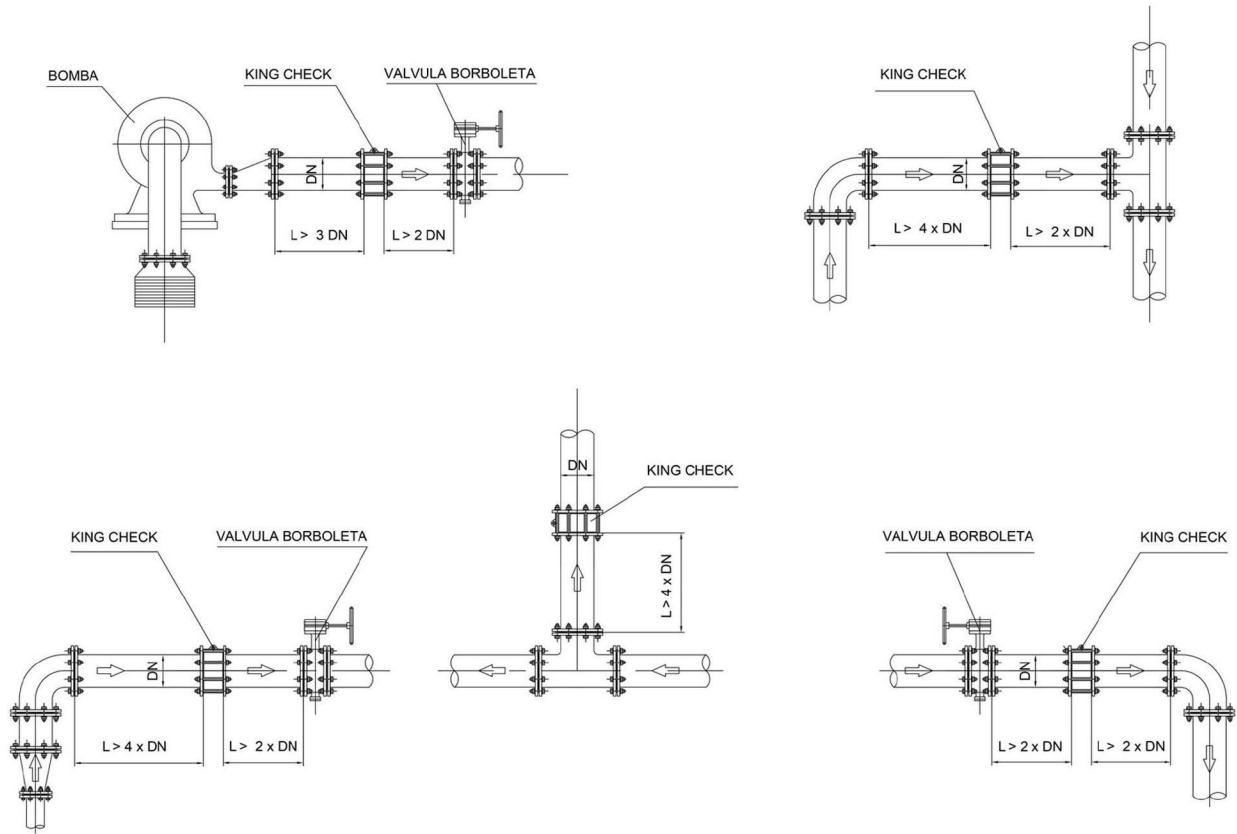 BOMBA
KING CHECK
VALVULA BORBOLETA
DN
L > 3 DN
L > 2 DN
KING CHECK
DN
L > 4 x DN
L > 2 x DN
KING CHECK
VALVULA BORBOLETA
DN
L > 4 x DN
L > 2 x DN
DN
KING CHECK
L > 4 x DN
VALVULA BORBOLETA
KING CHECK
DN
L > 2 x DN
L > 2 x DN